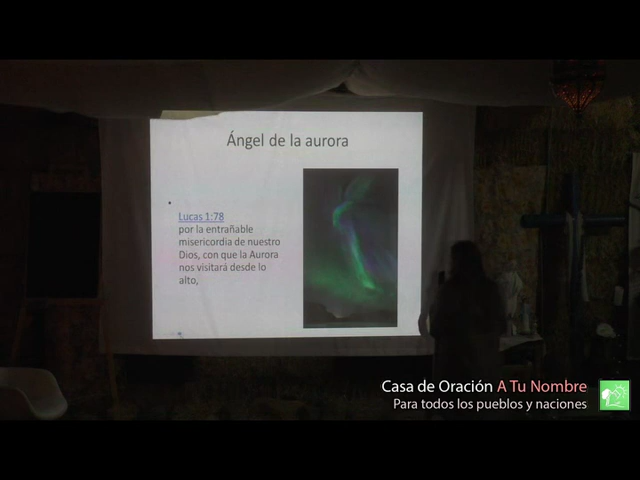 Ángel de la aurora
Lucas 1:78
por la entrañable
misericordia de nuestro
Dios, con que la Aurora
nos visitará desde lo
alto,
Casa de Oración A Tu Nombre
Para todos los pueblos y naciones